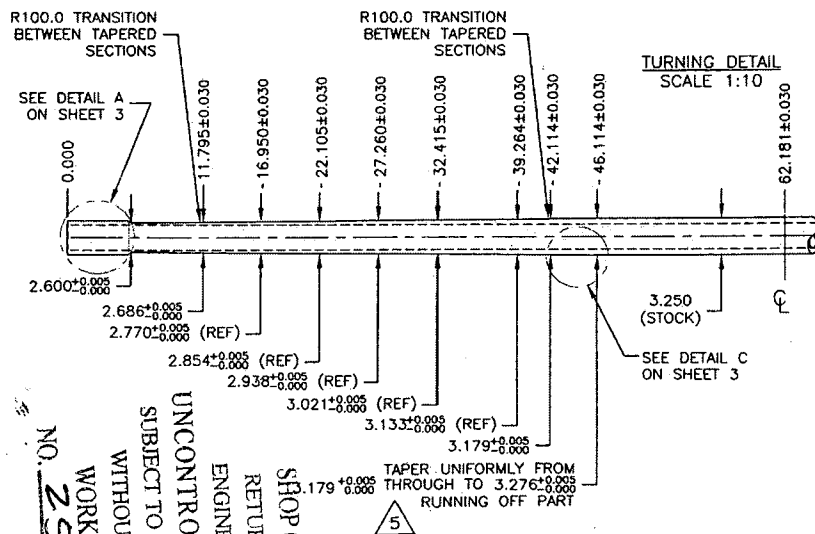 R100.0 TRANSITION
BETWEEN TAPERED
SECTIONS
R100.0 TRANSITION
BETWEEN TAPERED
SECTIONS
TURNING DETAIL
SCALE 1:10
SEE DETAIL A
ON SHEET 3
0.000
11.795±0.030
16.950±0.030
22.105±0.030
27.260±0.030
32.415±0.030
39.264±0.030
42.114±0.030
46.114±0.030
62.181±0.030
2.600+0.005-0.000
2.686+0.005-0.000
2.770+0.005-0.000 (REF)
2.854+0.005-0.000 (REF)
2.938+0.005-0.000 (REF)
3.021+0.005-0.000 (REF)
3.133+0.005-0.000 (REF)
3.179+0.005-0.000
3.250
(STOCK)
℄
SEE DETAIL C
ON SHEET 3
TAPER UNIFORMLY FROM
3.179+0.005-0.000 THROUGH TO 3.276+0.005-0.000
RUNNING OFF PART
5
SHOP
RETU
ENGIN
UNCONTRO
SUBJECT TO
WITHOU
WORK
NO.